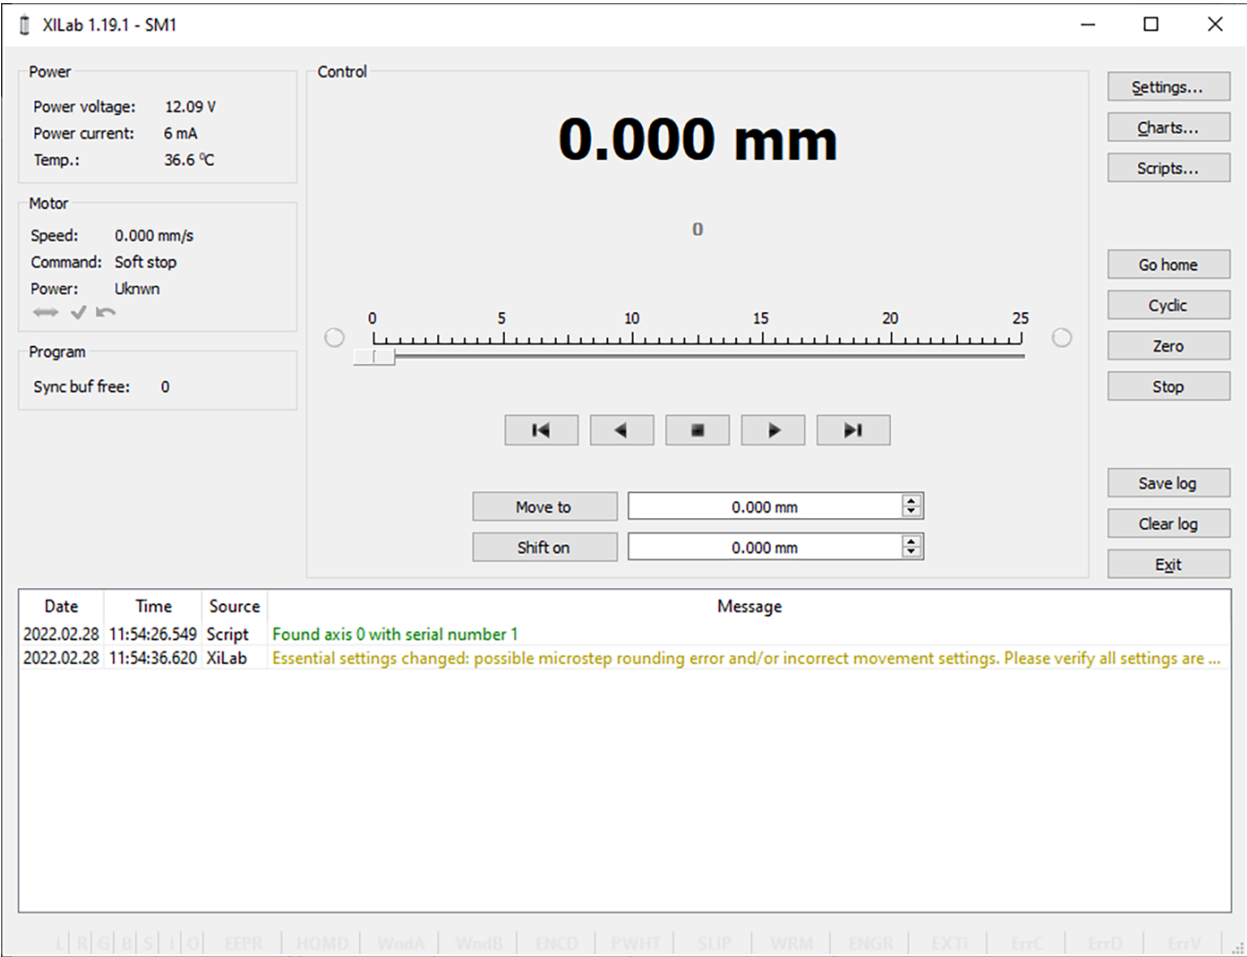 XILab 1.19.1 - SM1
Power
Power voltage: 12.09 V
Power current: 6 mA
Temp.: 36.6 ºC
Motor
Speed: 0.000 mm/s
Command: Soft stop
Power: Uknwn
Program
Sync buf free: 0
Control
0.000 mm
0
0 5 10 15 20 25
Move to 0.000 mm
Shift on 0.000 mm
Settings...
Charts...
Scripts...
Go home
Cyclic
Zero
Stop
Save log
Clear log
Exit
Date Time Source Message
2022.02.28 11:54:26.549 Script Found axis 0 with serial number 1
2022.02.28 11:54:36.620 XiLab Essential settings changed: possible microstep rounding error and/or incorrect movement settings. Please verify all settings are ...
L R G B S I O EEPR HOMD WndA WndB ENCD PWHT SLIP WRM ENGR EXTi ErrC ErrD ErrV